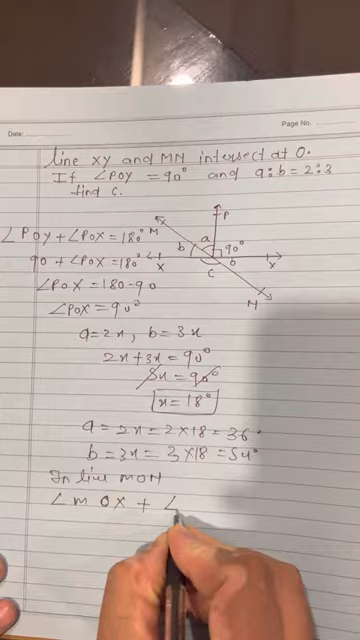 Page No.
Date:
line XY and MN intersect at O.
If ∠POY = 90° and a:b = 2:3
find c.
P
M
a
b
90°
X
O
Y
C
N
∠POY + ∠POX = 180°
90 + ∠POX = 180°
∠POX = 180 - 90
∠POX = 90°
a = 2x, b = 3x
2x + 3x = 90°
5x = 90°
x = 18°
a = 2x = 2 × 18 = 36°
b = 3x = 3 × 18 = 54°
In line MON
∠MOX + ∠